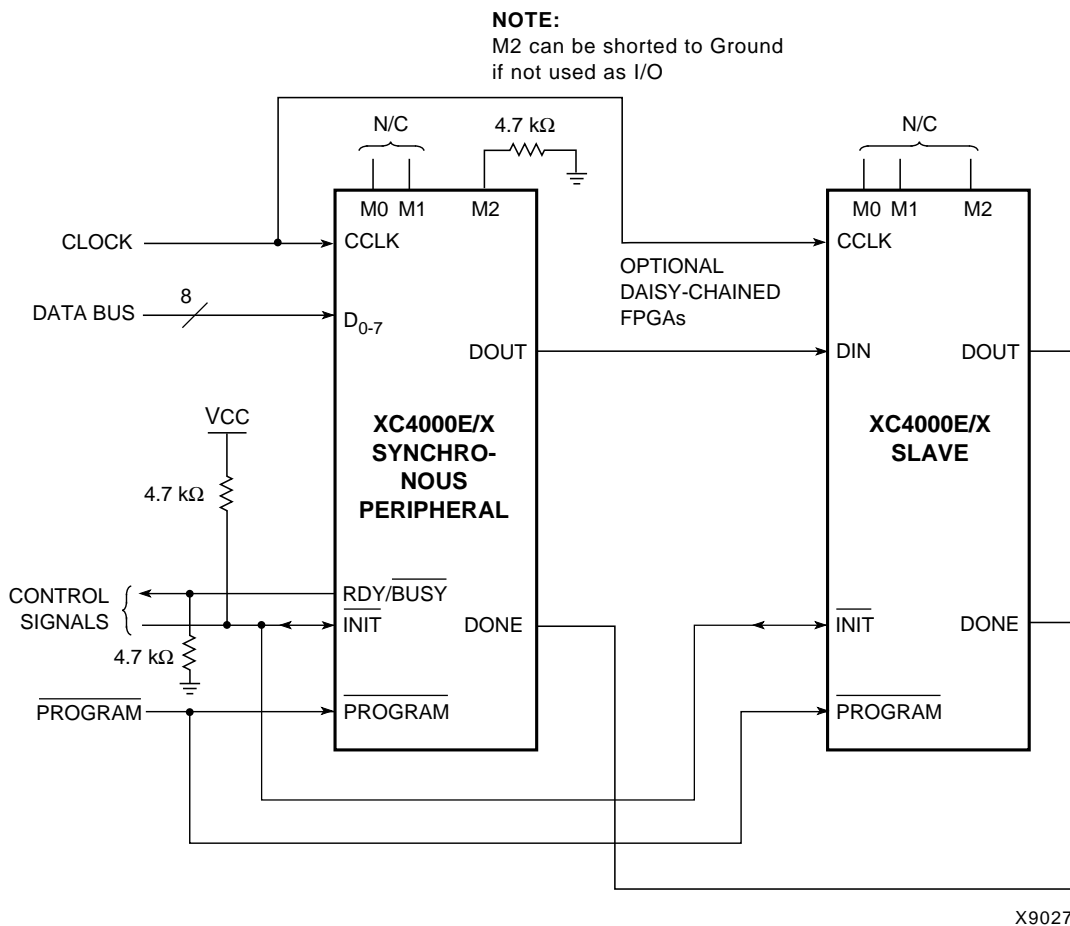 NOTE:
M2 can be shorted to Ground
if not used as I/O
N/C
4.7 kΩ
N/C
M0 M1
M2
M0 M1
M2
CLOCK
CCLK
CCLK
OPTIONAL
DAISY-CHAINED
FPGAs
8
DATA BUS
D0-7
DOUT
DIN
DOUT
VCC
XC4000E/X
SYNCHRO-
NOUS
PERIPHERAL
XC4000E/X
SLAVE
4.7 kΩ
CONTROL
SIGNALS
RDY/BUSY
INIT
DONE
INIT
DONE
4.7 kΩ
PROGRAM
PROGRAM
PROGRAM
X9027